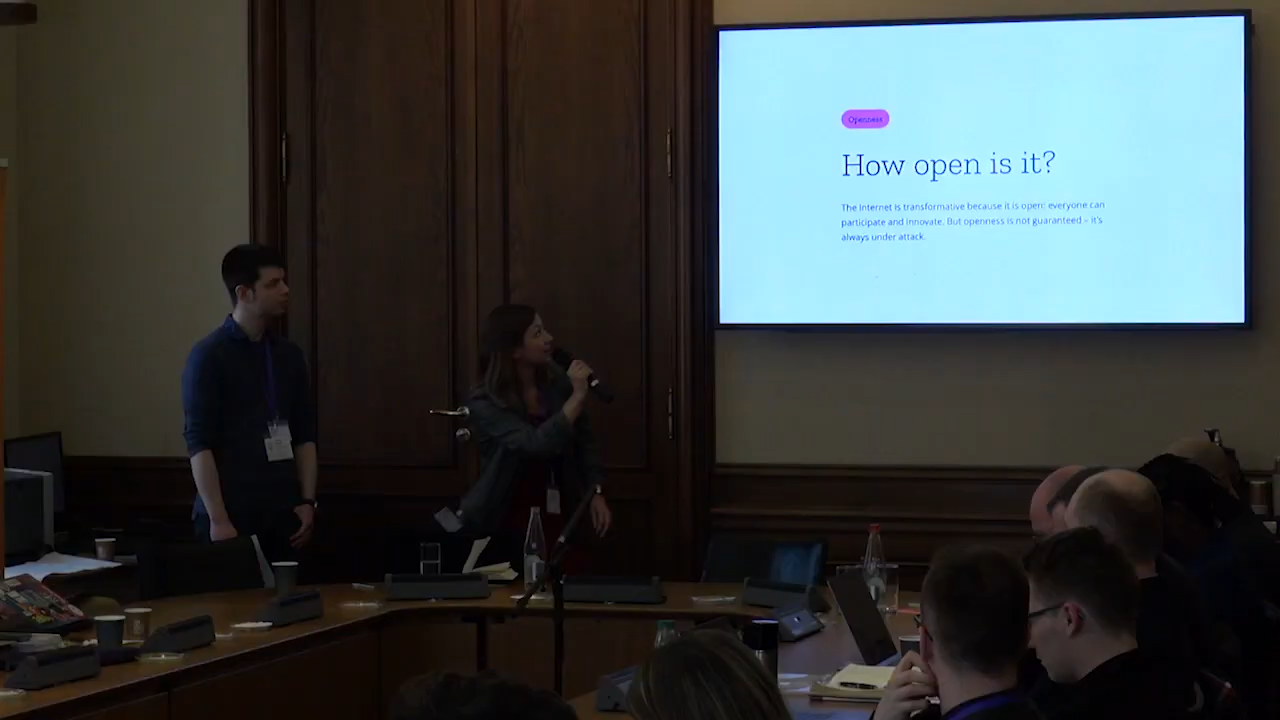 Openness
How open is it?
The Internet is transformative because it is open: everyone can
participate and innovate. But openness is not guaranteed – it's
always under attack.